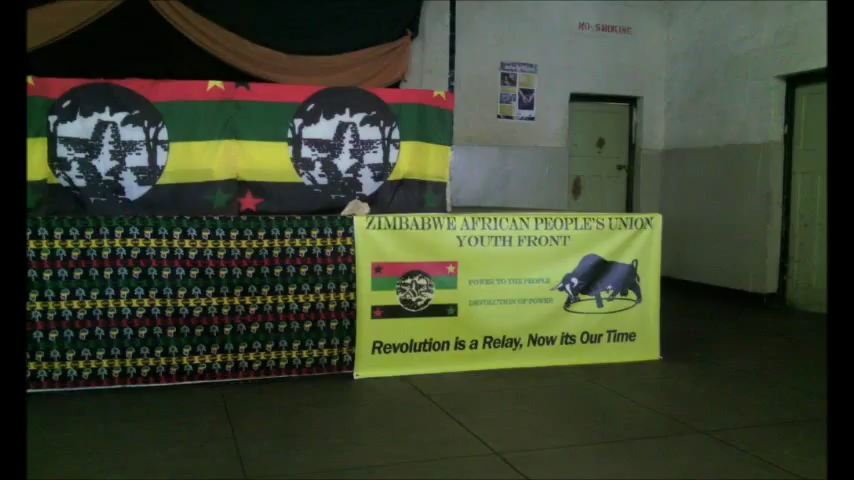 NO SMOKING
ZIMBABWE AFRICAN PEOPLE'S UNION
YOUTH FRONT
POWER TO THE PEOPLE
DEVOLUTION OF POWER
Revolution is a Relay, Now its Our Time